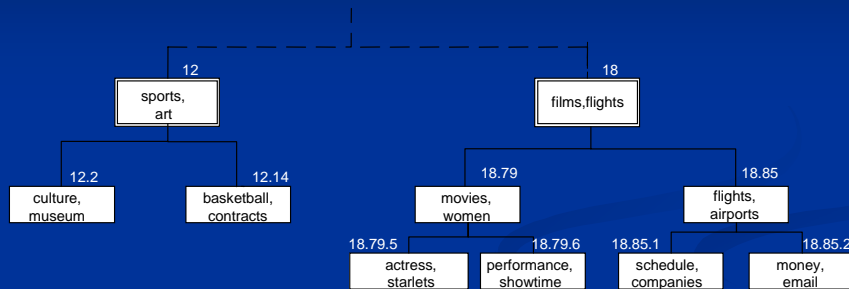 12
18
sports,
art
films,flights
12.2
12.14
18.79
18.85
culture,
museum
basketball,
contracts
movies,
women
flights,
airports
18.79.5
18.79.6
18.85.1
18.85.2
actress,
starlets
performance,
showtime
schedule,
companies
money,
email